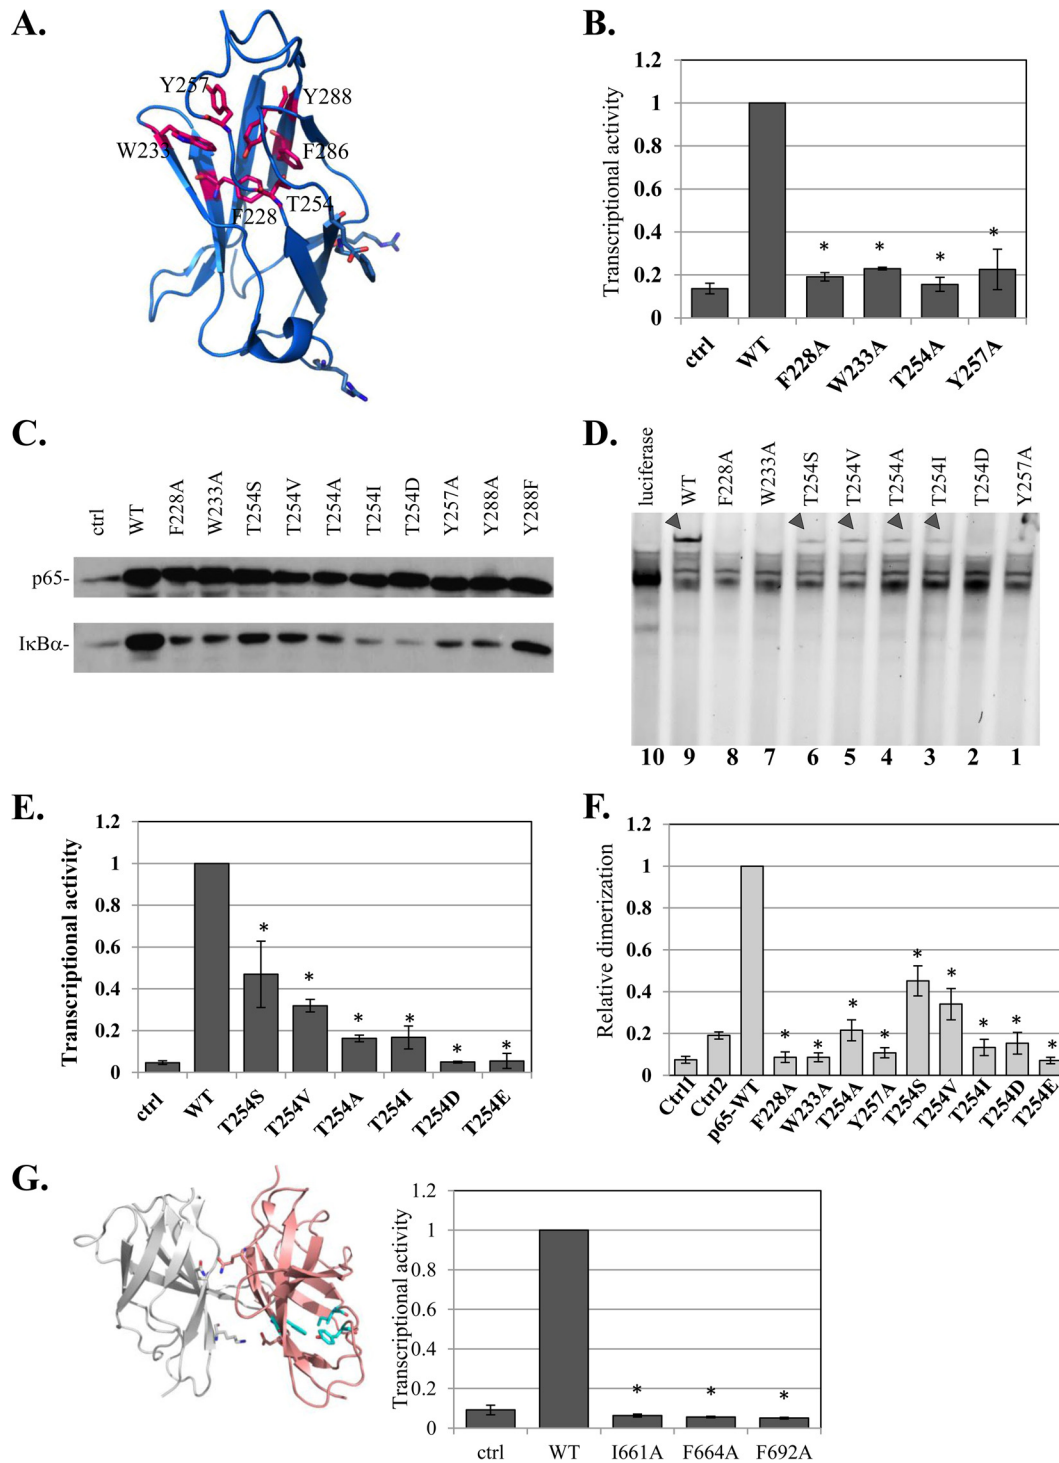 A.
Y257
Y288
W233
F286
F228
T254
B.
Transcriptional activity
1.2
1
0.8
0.6
0.4
0.2
0
*
*
*
*
ctrl
WT
F228A
W233A
T254A
Y257A
C.
ctrl
WT
F228A
W233A
T254S
T254V
T254A
T254I
T254D
Y257A
Y288A
Y288F
p65-
IκBα-
D.
luciferase
WT
F228A
W233A
T254S
T254V
T254A
T254I
T254D
Y257A
10 9 8 7 6 5 4 3 2 1
E.
Transcriptional activity
1.2
1
0.8
0.6
0.4
0.2
0
*
*
*
*
*
*
ctrl
WT
T254S
T254V
T254A
T254I
T254D
T254E
F.
Relative dimerization
1.2
1
0.8
0.6
0.4
0.2
0
*
*
*
*
*
*
*
*
*
Ctrl1
Ctrl2
p65-WT
F228A
W233A
T254A
Y257A
T254S
T254V
T254I
T254D
T254E
G.
Transcriptional activity
1.2
1
0.8
0.6
0.4
0.2
0
* * *
ctrl WT I661A F664A F692A